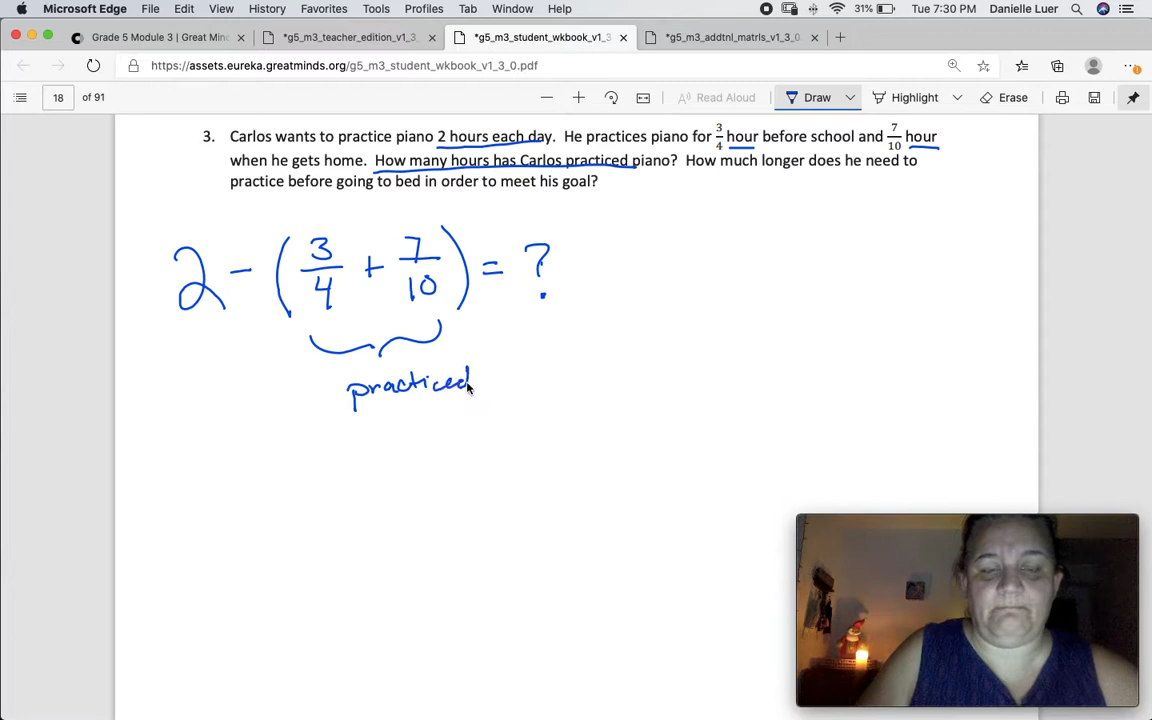 Microsoft Edge File Edit View History Favorites Tools Profiles Tab Window Help 31% Tue 7:30 PM Danielle Luer
Grade 5 Module 3 | Great Min *g5_m3_teacher_edition_v1_3_ *g5_m3_student_wkbook_v1_3 *g5_m3_addtnl_matrls_v1_3_0
https://assets.eureka.greatminds.org/g5_m3_student_wkbook_v1_3_0.pdf
18 of 91 Read Aloud Draw Highlight Erase
3. Carlos wants to practice piano 2 hours each day. He practices piano for 3/4 hour before school and 7/10 hour
when he gets home. How many hours has Carlos practiced piano? How much longer does he need to
practice before going to bed in order to meet his goal?
2 - (3/4 + 7/10) = ?
practiced